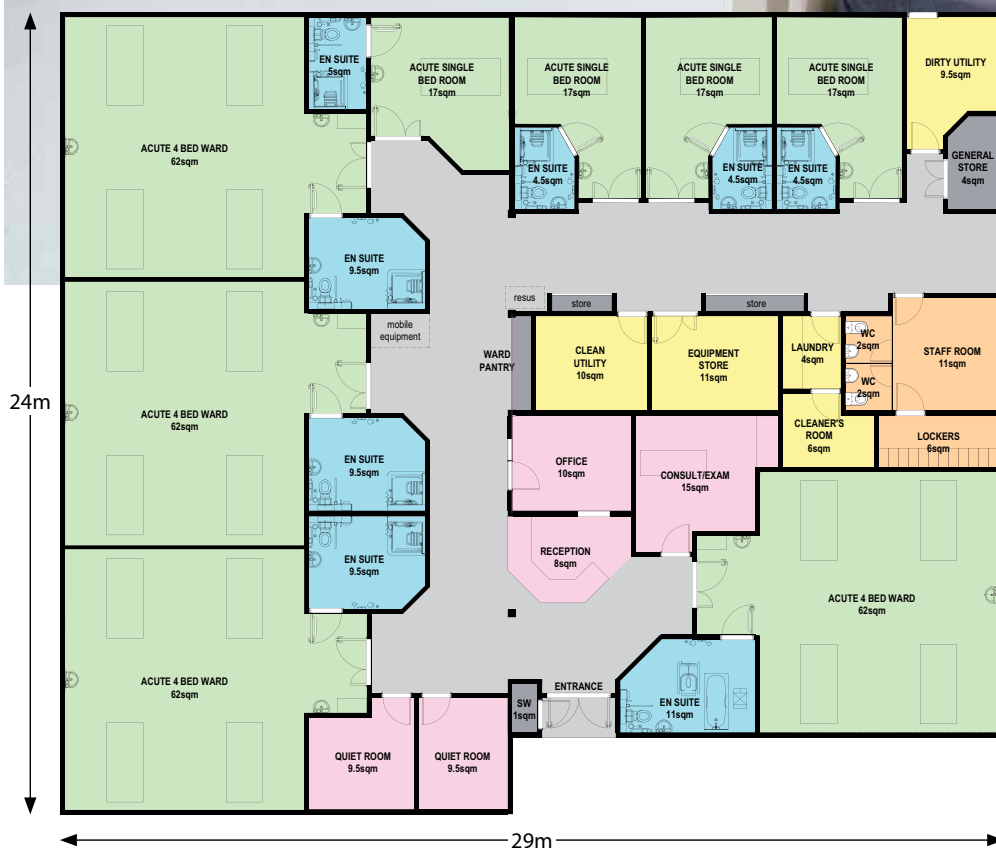 EN SUITE
5sqm
ACUTE SINGLE
BED ROOM
17sqm
ACUTE SINGLE
BED ROOM
17sqm
ACUTE SINGLE
BED ROOM
17sqm
ACUTE SINGLE
BED ROOM
17sqm
DIRTY UTILITY
9.5sqm
ACUTE 4 BED WARD
62sqm
EN SUITE
4.5sqm
EN SUITE
4.5sqm
EN SUITE
4.5sqm
GENERAL
STORE
4sqm
EN SUITE
9.5sqm
resus
store
store
mobile
equipment
WARD
PANTRY
CLEAN
UTILITY
10sqm
EQUIPMENT
STORE
11sqm
LAUNDRY
4sqm
WC
2sqm
WC
2sqm
STAFF ROOM
11sqm
24m
ACUTE 4 BED WARD
62sqm
CLEANER'S
ROOM
6sqm
LOCKERS
6sqm
EN SUITE
9.5sqm
OFFICE
10sqm
CONSULT/EXAM
15sqm
EN SUITE
9.5sqm
RECEPTION
8sqm
ACUTE 4 BED WARD
62sqm
ACUTE 4 BED WARD
62sqm
ENTRANCE
SW
1sqm
EN SUITE
11sqm
QUIET ROOM
9.5sqm
QUIET ROOM
9.5sqm
29m